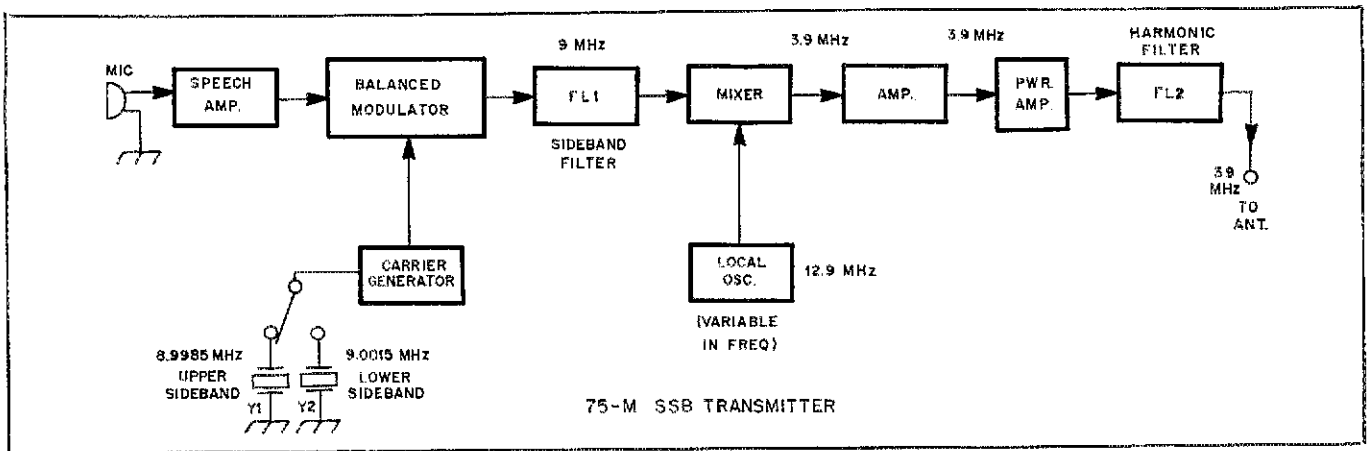 MIC
SPEECH
AMP.
BALANCED
MODULATOR
9 MHz
FL1
SIDEBAND
FILTER
MIXER
3.9 MHz
AMP.
3.9 MHz
PWR.
AMP.
HARMONIC
FILTER
FL2
3.9
MHz
TO
ANT.
CARRIER
GENERATOR
LOCAL
OSC.
12.9 MHz
(VARIABLE
IN FREQ)
8.9985 MHz
UPPER
SIDEBAND
Y1
9.0015 MHz
LOWER
SIDEBAND
Y2
75-M SSB TRANSMITTER